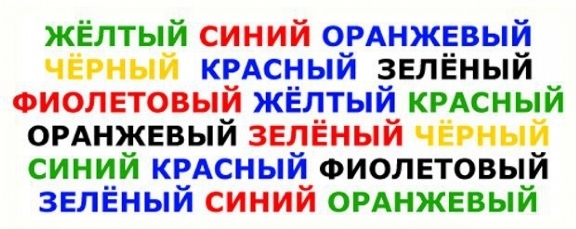 ЖЁЛТЫЙ СИНИЙ ОРАНЖЕВЫЙ
ЧЁРНЫЙ КРАСНЫЙ ЗЕЛЁНЫЙ
ФИОЛЕТОВЫЙ ЖЁЛТЫЙ КРАСНЫЙ
ОРАНЖЕВЫЙ ЗЕЛЁНЫЙ ЧЁРНЫЙ
СИНИЙ КРАСНЫЙ ФИОЛЕТОВЫЙ
ЗЕЛЁНЫЙ СИНИЙ ОРАНЖЕВЫЙ